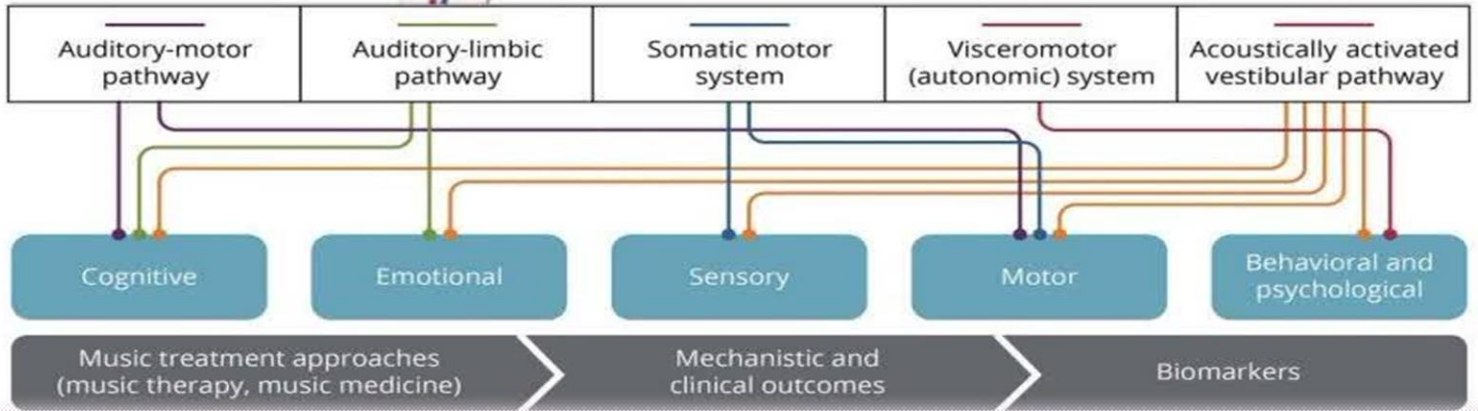 Auditory-motor
pathway
Auditory-limbic
pathway
Somatic motor
system
Visceromotor
(autonomic) system
Acoustically activated
vestibular pathway
Cognitive
Emotional
Sensory
Motor
Behavioral and
psychological
Music treatment approaches
(music therapy, music medicine)
Mechanistic and
clinical outcomes
Biomarkers